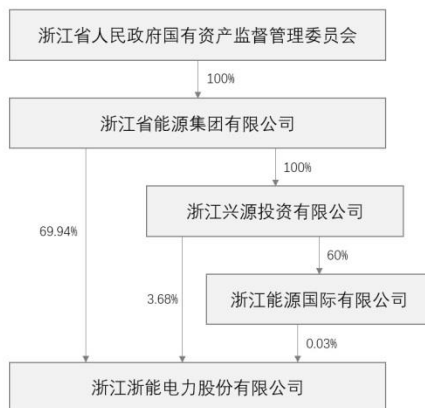 浙江省人民政府国有资产监督管理委员会
100%
浙江省能源集团有限公司
100%
浙江兴源投资有限公司
69.94%
60%
浙江能源国际有限公司
3.68%
0.03%
浙江浙能电力股份有限公司